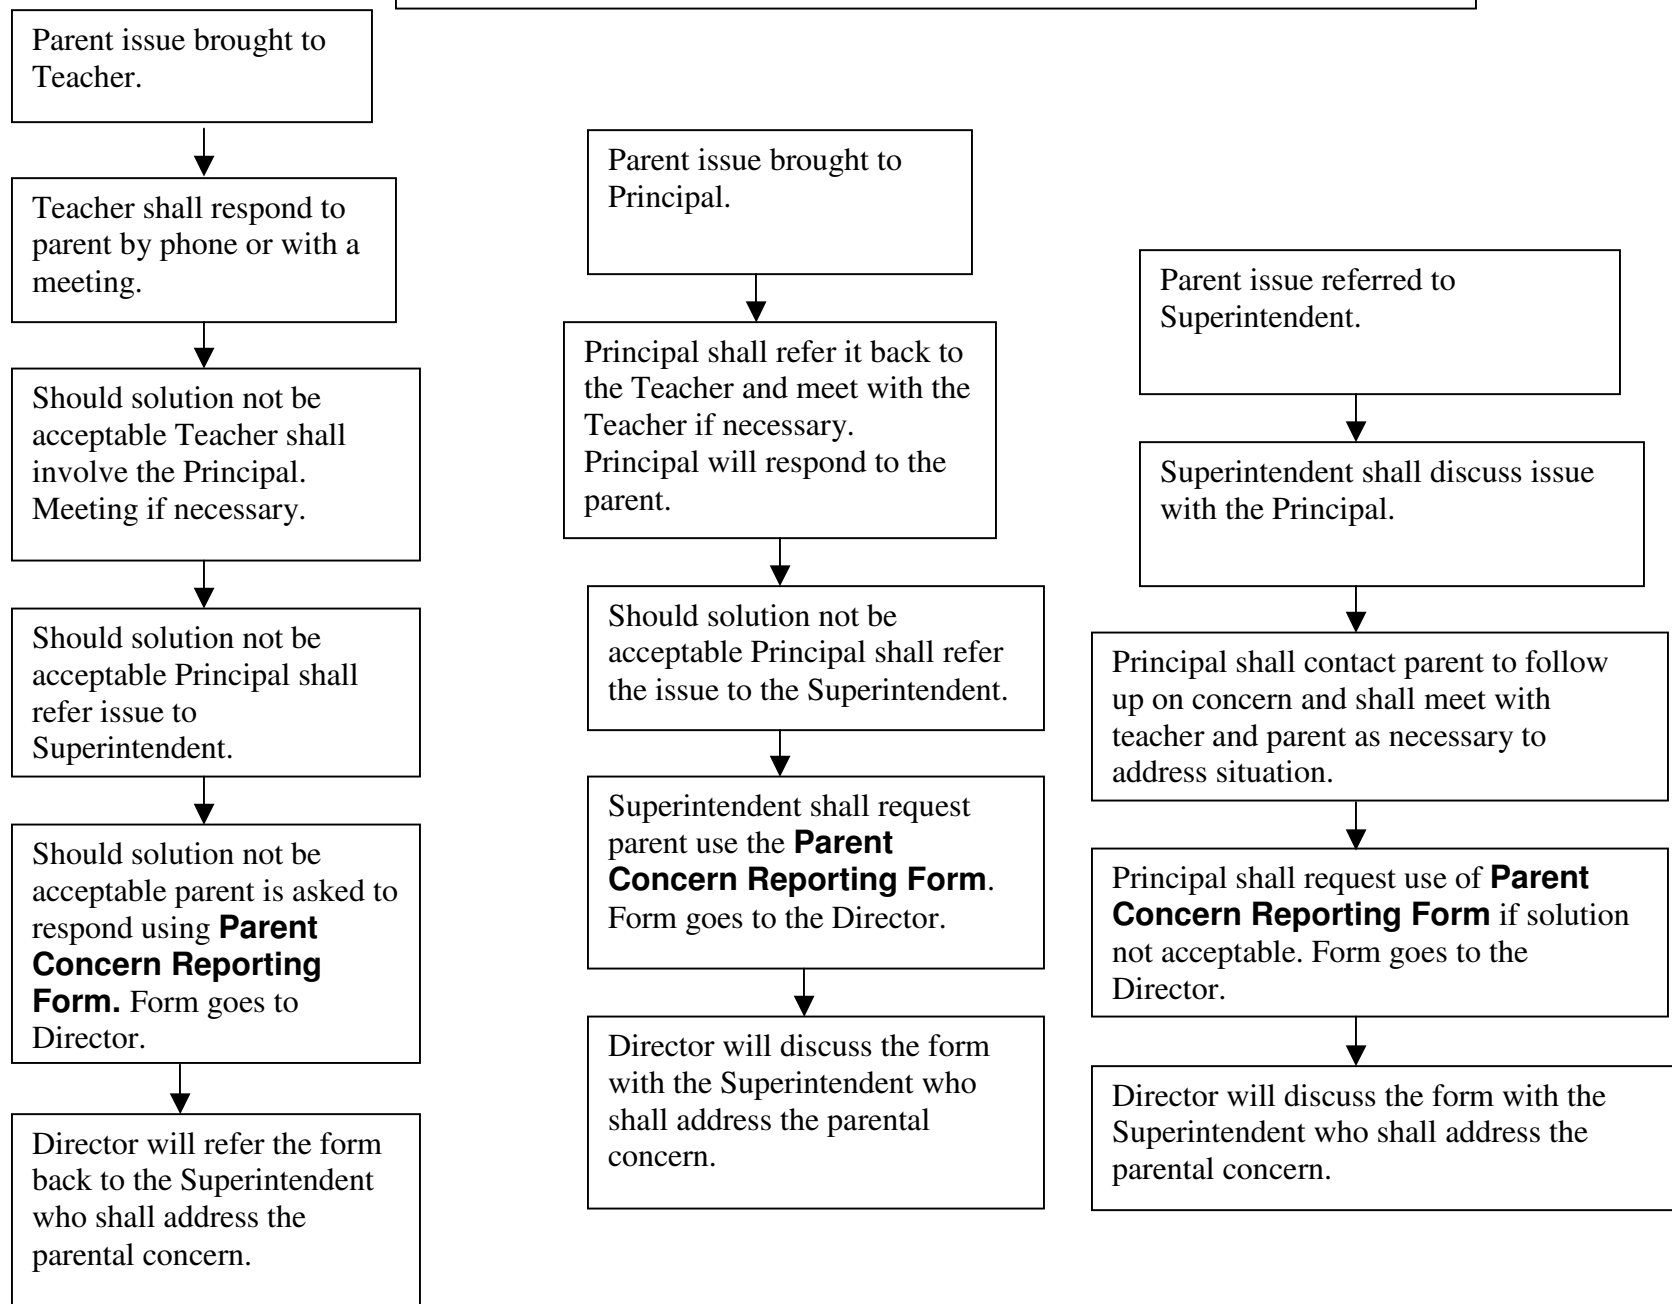 Parent issue brought to
Teacher.
Teacher shall respond to
parent by phone or with a
meeting.
Should solution not be
acceptable Teacher shall
involve the Principal.
Meeting if necessary.
Should solution not be
acceptable Principal shall
refer issue to
Superintendent.
Should solution not be
acceptable parent is asked to
respond using Parent
Concern Reporting
Form. Form goes to
Director.
Director will refer the form
back to the Superintendent
who shall address the
parental concern.
Parent issue brought to
Principal.
Principal shall refer it back to
the Teacher and meet with the
Teacher if necessary.
Principal will respond to the
parent.
Should solution not be
acceptable Principal shall refer
the issue to the Superintendent.
Superintendent shall request
parent use the Parent
Concern Reporting Form.
Form goes to the Director.
Director will discuss the form
with the Superintendent who
shall address the parental
concern.
Parent issue referred to
Superintendent.
Superintendent shall discuss issue
with the Principal.
Principal shall contact parent to follow
up on concern and shall meet with
teacher and parent as necessary to
address situation.
Principal shall request use of Parent
Concern Reporting Form if solution
not acceptable. Form goes to the
Director.
Director will discuss the form with the
Superintendent who shall address the
parental concern.